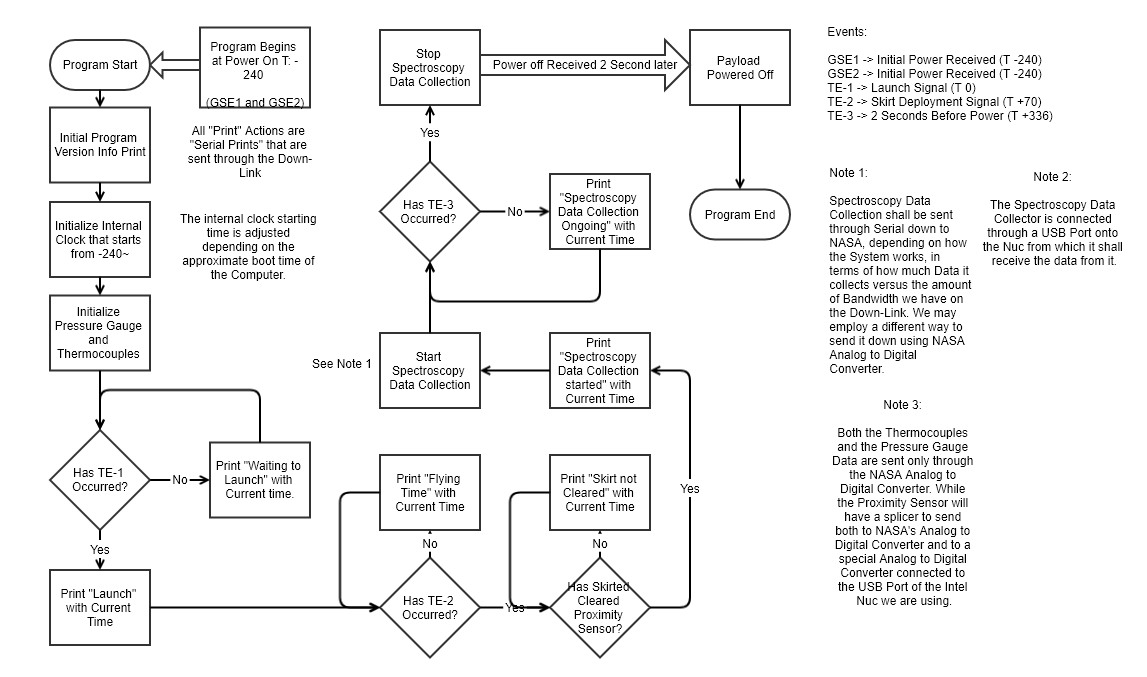 Program Start
Program Begins
at Power On T: -
240
(GSE1 and GSE2)
Initial Program
Version Info Print
All "Print" Actions are
"Serial Prints" that are
sent through the Down-
Link
Initialize Internal
Clock that starts
from -240~
The internal clock starting
time is adjusted
depending on the
approximate boot time of
the Computer.
Initialize
Pressure Gauge
and
Thermocouples
Has TE-1
Occurred?
No
Print "Waiting to
Launch" with
Current time.
Yes
Print "Launch"
with Current
Time
Has TE-2
Occurred?
No
Print "Flying
Time" with
Current Time
Yes
Has Skirted
Cleared
Proximity
Sensor?
No
Print "Skirt not
Cleared" with
Current Time
Yes
Print
"Spectroscopy
Data Collection
started" with
Current Time
Start
Spectroscopy
Data Collection
See Note 1
Has TE-3
Occurred?
No
Print
"Spectroscopy
Data Collection
Ongoing" with
Current Time
Yes
Stop
Spectroscopy
Data Collection
Power off Received 2 Second later
Payload
Powered Off
Program End
Events:
GSE1 -> Initial Power Received (T -240)
GSE2 -> Initial Power Received (T -240)
TE-1 -> Launch Signal (T 0)
TE-2 -> Skirt Deployment Signal (T +70)
TE-3 -> 2 Seconds Before Power (T +336)
Note 1:
Spectroscopy Data
Collection shall be sent
through Serial down to
NASA, depending on how
the System works, in
terms of how much Data it
collects versus the amount
of Bandwidth we have on
the Down-Link. We may
employ a different way to
send it down using NASA
Analog to Digital
Converter.
Note 2:
The Spectroscopy Data
Collector is connected
through a USB Port onto
the Nuc from which it shall
receive the data from it.
Note 3:
Both the Thermocouples
and the Pressure Gauge
Data are sent only through
the NASA Analog to
Digital Converter. While
the Proximity Sensor will
have a splicer to send
both to NASA's Analog to
Digital Converter and to a
special Analog to Digital
Converter connected to
the USB Port of the Intel
Nuc we are using.